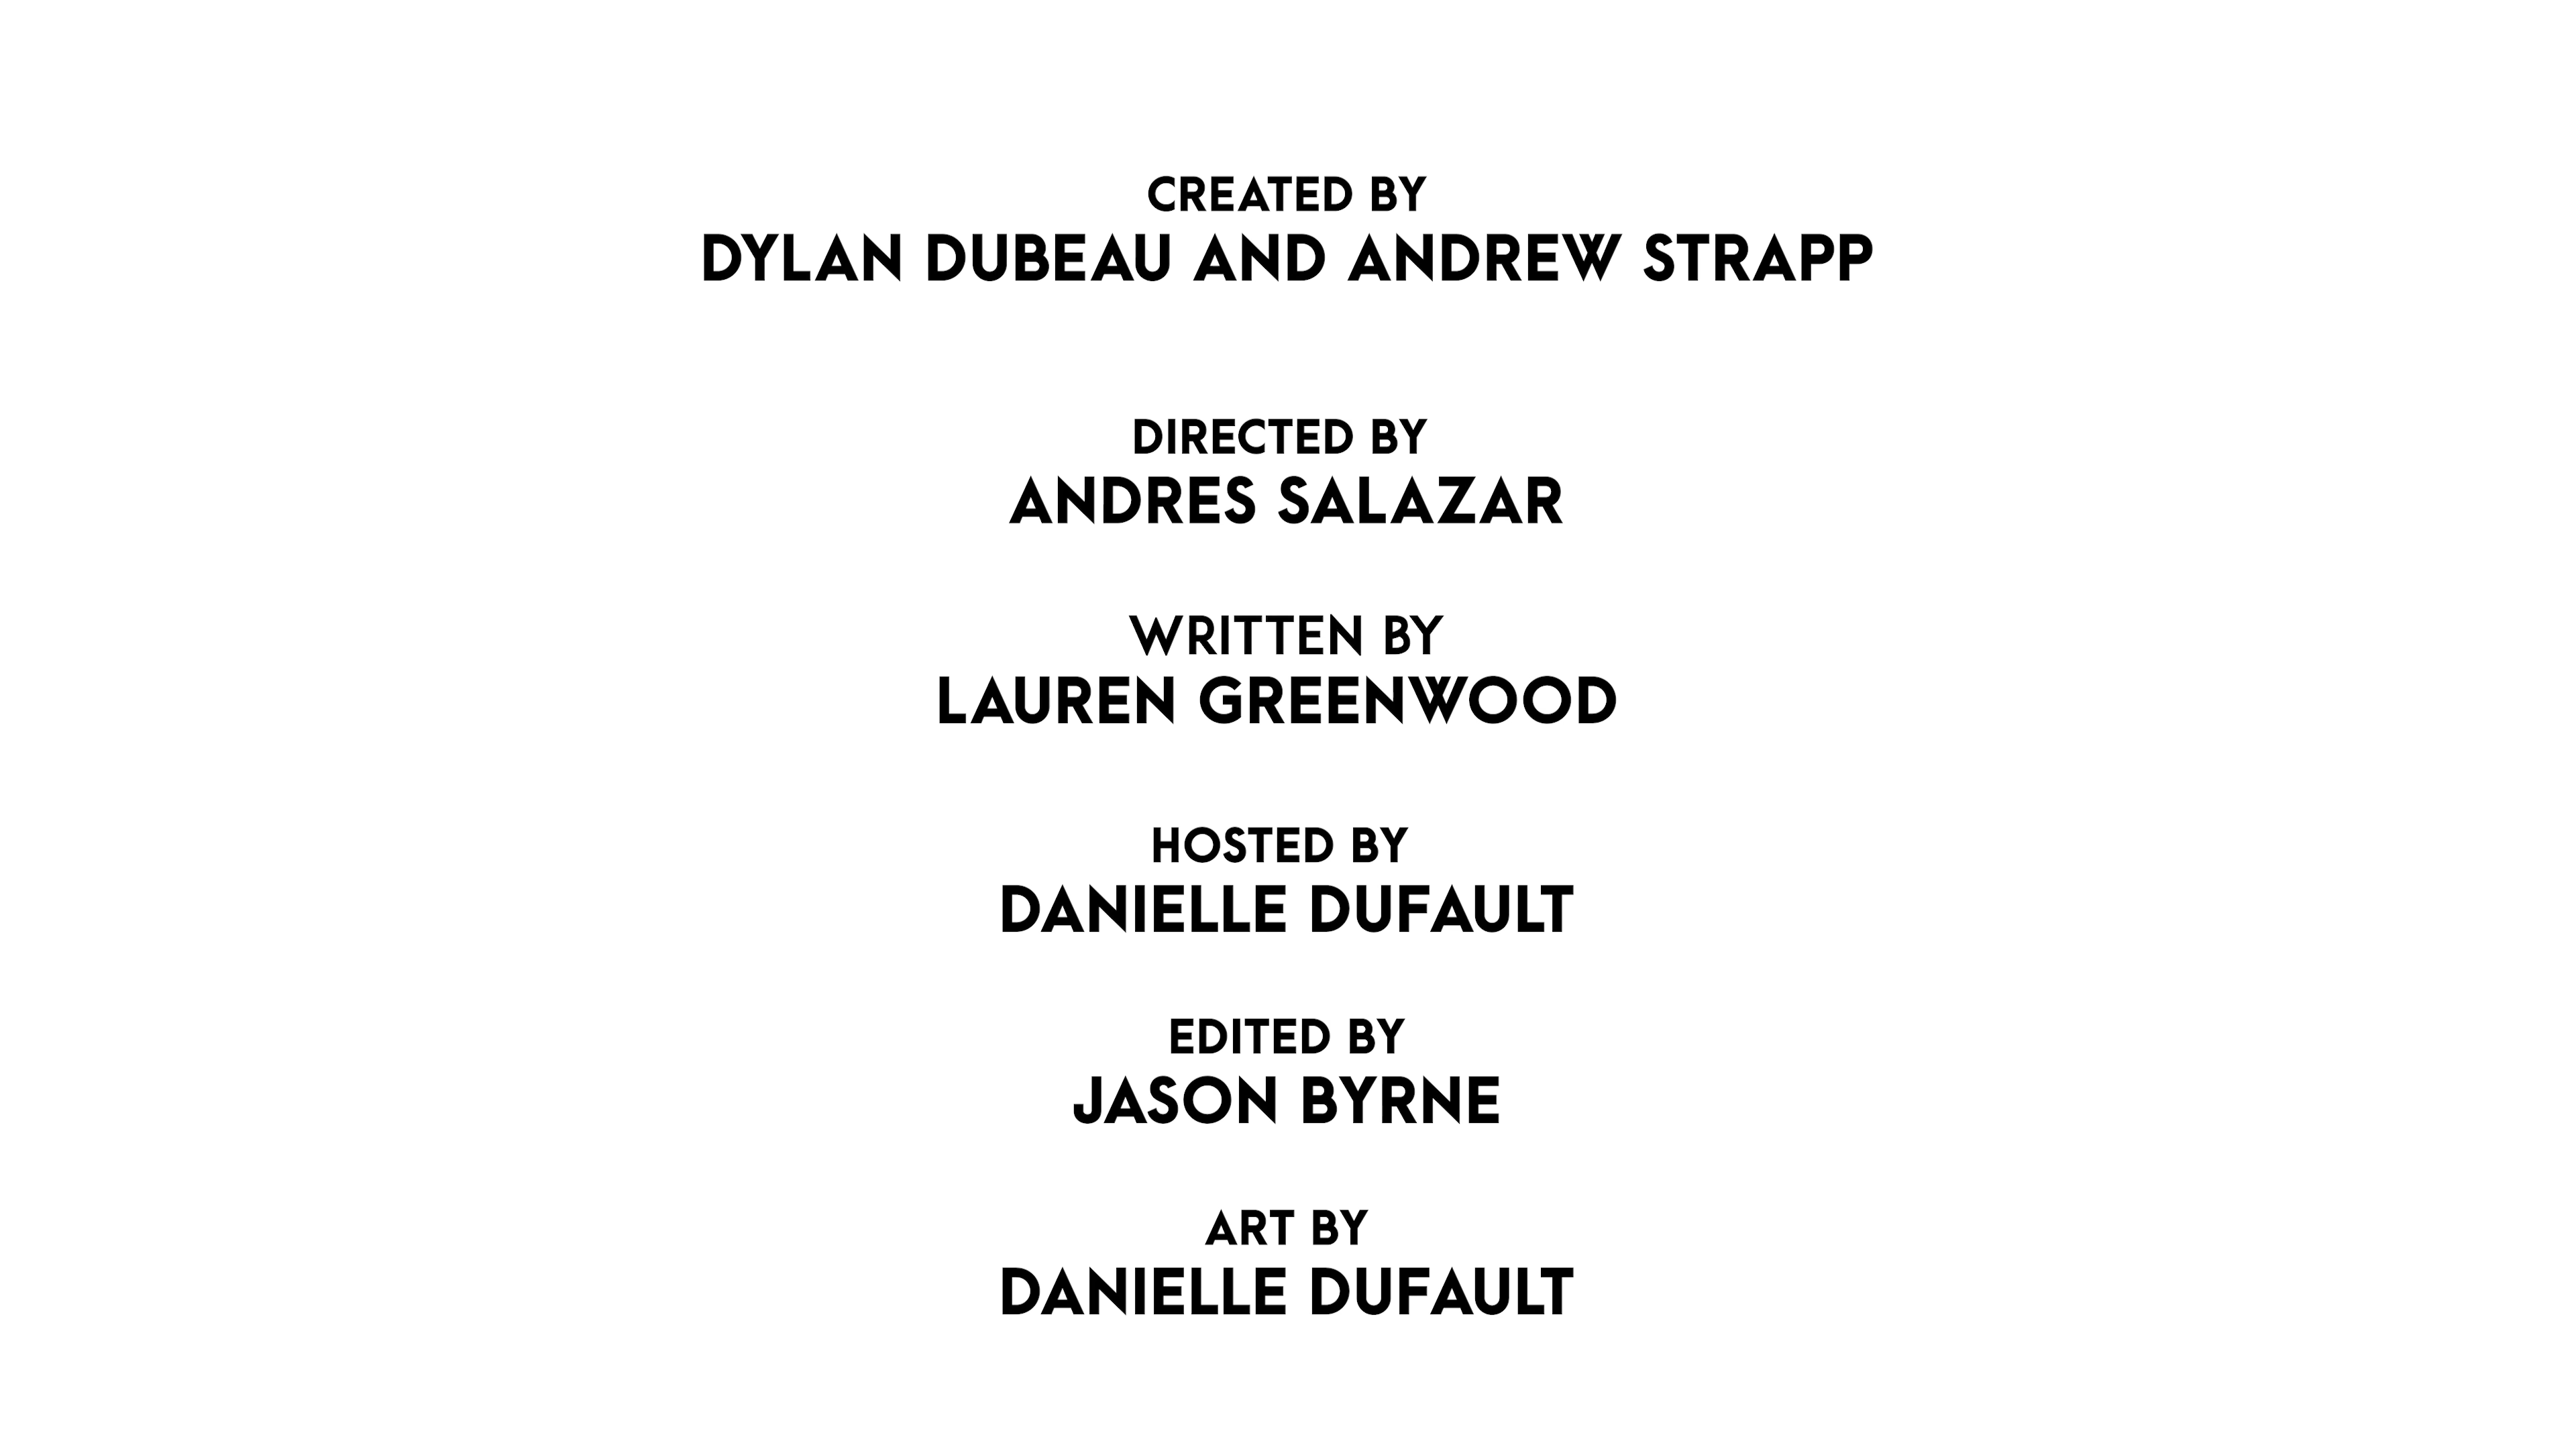 CREATED BY
DYLAN DUBEAU AND ANDREW STRAPP
DIRECTED BY
ANDRES SALAZAR
WRITTEN BY
LAUREN GREENWOOD
HOSTED BY
DANIELLE DUFAULT
EDITED BY
JASON BYRNE
ART BY
DANIELLE DUFAULT